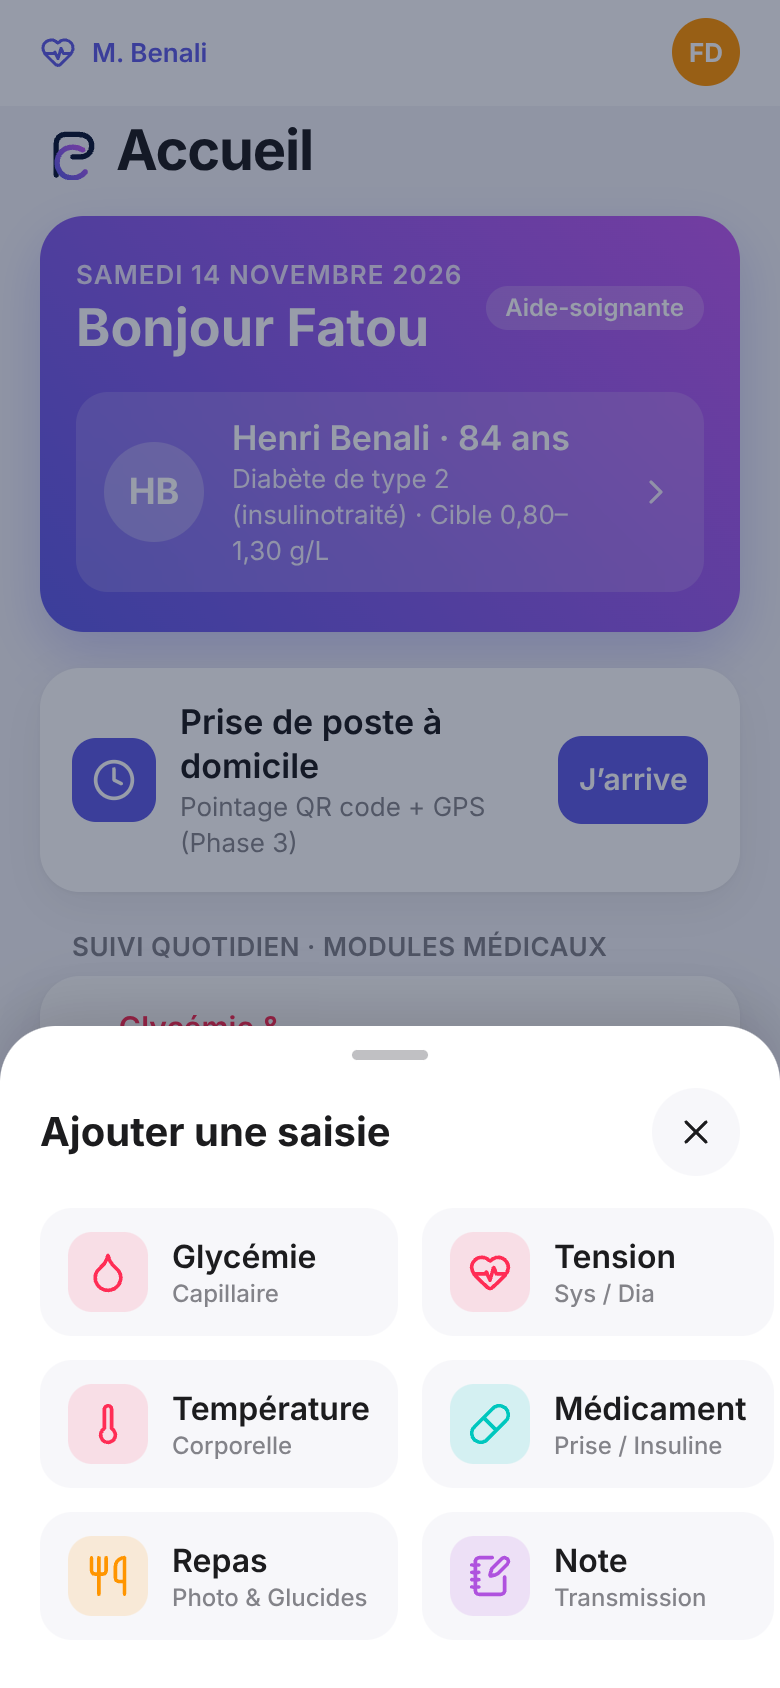 M. Benali
FD
Accueil
SAMEDI 14 NOVEMBRE 2026
Bonjour Fatou
Aide-soignante
HB
Henri Benali · 84 ans
Diabète de type 2
(insulinotraité) · Cible 0,80–
1,30 g/L
Prise de poste à
domicile
Pointage QR code + GPS
(Phase 3)
J’arrive
SUIVI QUOTIDIEN · MODULES MÉDICAUX
Glycémie &
Ajouter une saisie
Glycémie
Capillaire
Tension
Sys / Dia
Température
Corporelle
Médicament
Prise / Insuline
Repas
Photo & Glucides
Note
Transmission